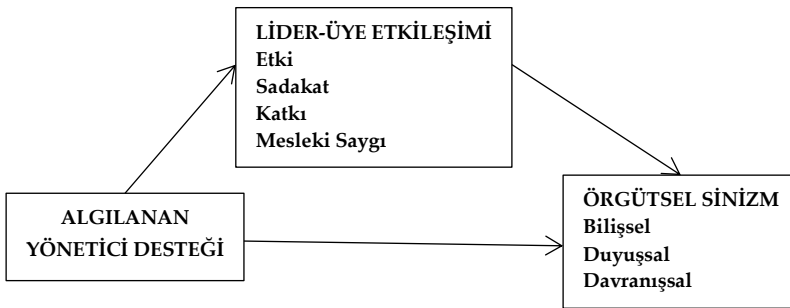 LİDER-ÜYE ETKİLEŞİMİ
Etki
Sadakat
Katkı
Mesleki Saygı
ALGILANAN
YÖNETİCİ DESTEĞİ
ÖRGÜTSEL SİNİZM
Bilişsel
Duyuşsal
Davranışsal